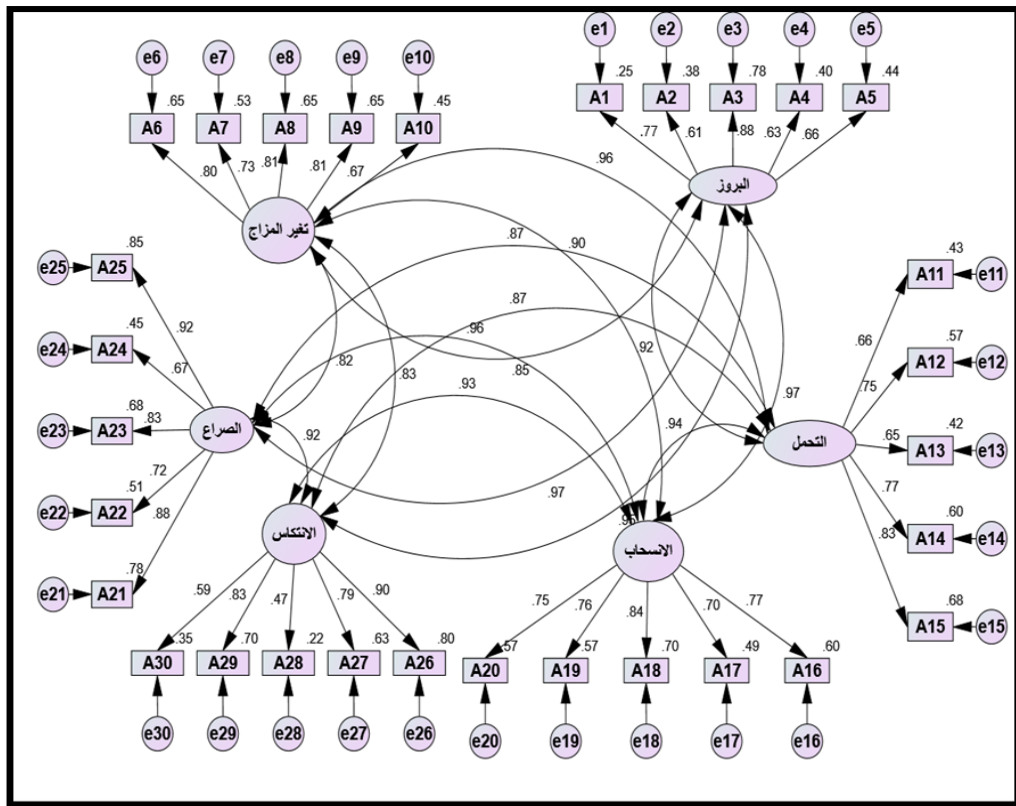 e1 e2 e3 e4 e5
.25 .38 .78 .40 .44
A1 A2 A3 A4 A5
.77 .61 .88 .63 .66
البروز
e6 e7 e8 e9 e10
.65 .53 .65 .65 .45
A6 A7 A8 A9 A10
.80 .73 .81 .81 .67
تغير المزاج
.96
.87 .90
.87
.96
.92
.82
.83
.85
.93
.97
.94
.92
.97
e25 A25 .85
e24 A24 .45
e23 A23 .68
e22 A22 .51
e21 A21 .78
.92
.67
.83
.72
.88
الصراع
.43 A11 e11
.57 A12 e12
.42 A13 e13
.60 A14 e14
.68 A15 e15
.66
.75
.65
.77
.83
التحمل
الانتكاس
.59 .83 .47 .79 .90
.35 .70 .22 .63 .80
A30 A29 A28 A27 A26
e30 e29 e28 e27 e26
الانسحاب
.75 .76 .84 .70 .77
.57 .57 .70 .49 .60
A20 A19 A18 A17 A16
e20 e19 e18 e17 e16